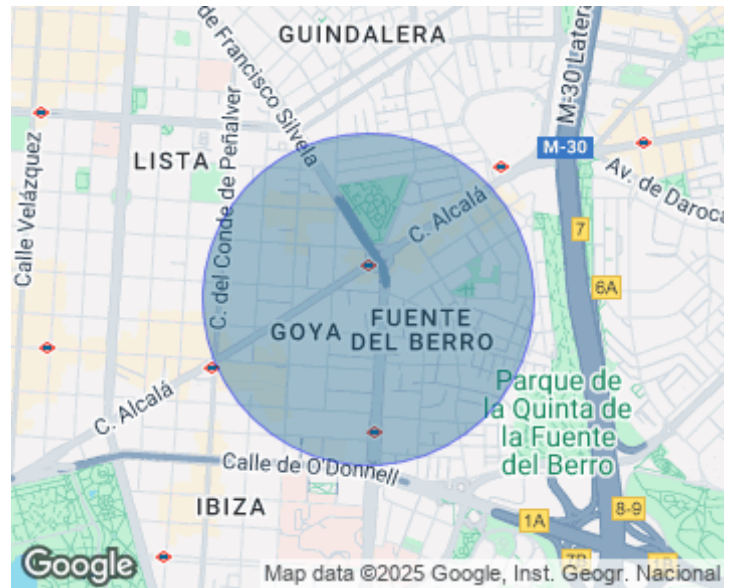 GUINDALERA
de Francisco Silvela
M-30 Lateral
M-30
LISTA
C. del Conde de Peñalver
Calle Velázquez
Av. de Daroca
C. Alcalá
7
6A
GOYA
FUENTE
DEL BERRO
Parque de
la Quinta de
la Fuente
del Berro
C. Alcalá
Calle de O'Donnell
IBIZA
1A
8-9
7B
Google
Map data ©2025 Google, Inst. Geogr. Nacional